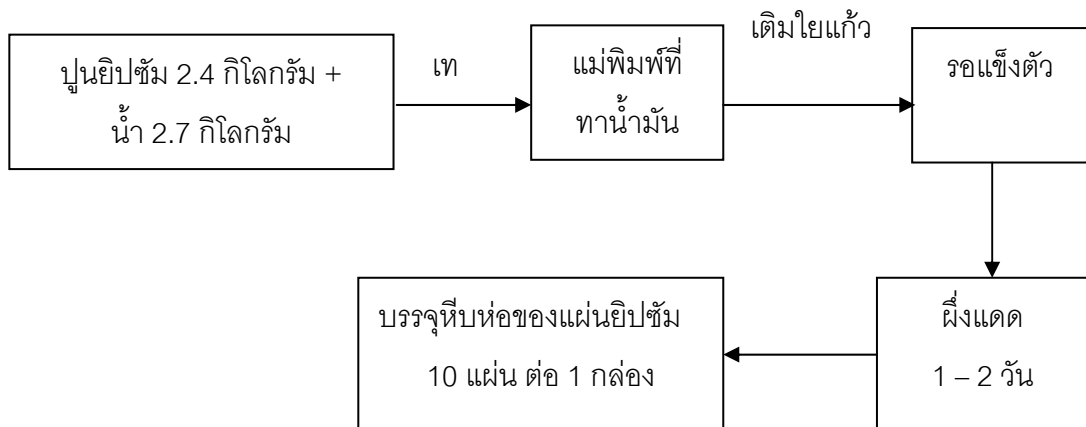 ปูนยิปซัม 2.4 กิโลกรัม +
น้ำ 2.7 กิโลกรัม
เท
แม่พิมพ์ที่
ทาน้ำมัน
เติมใยแก้ว
รอแข็งตัว
ผึ่งแดด
1 – 2 วัน
บรรจุหีบห่อของแผ่นยิปซัม
10 แผ่น ต่อ 1 กล่อง